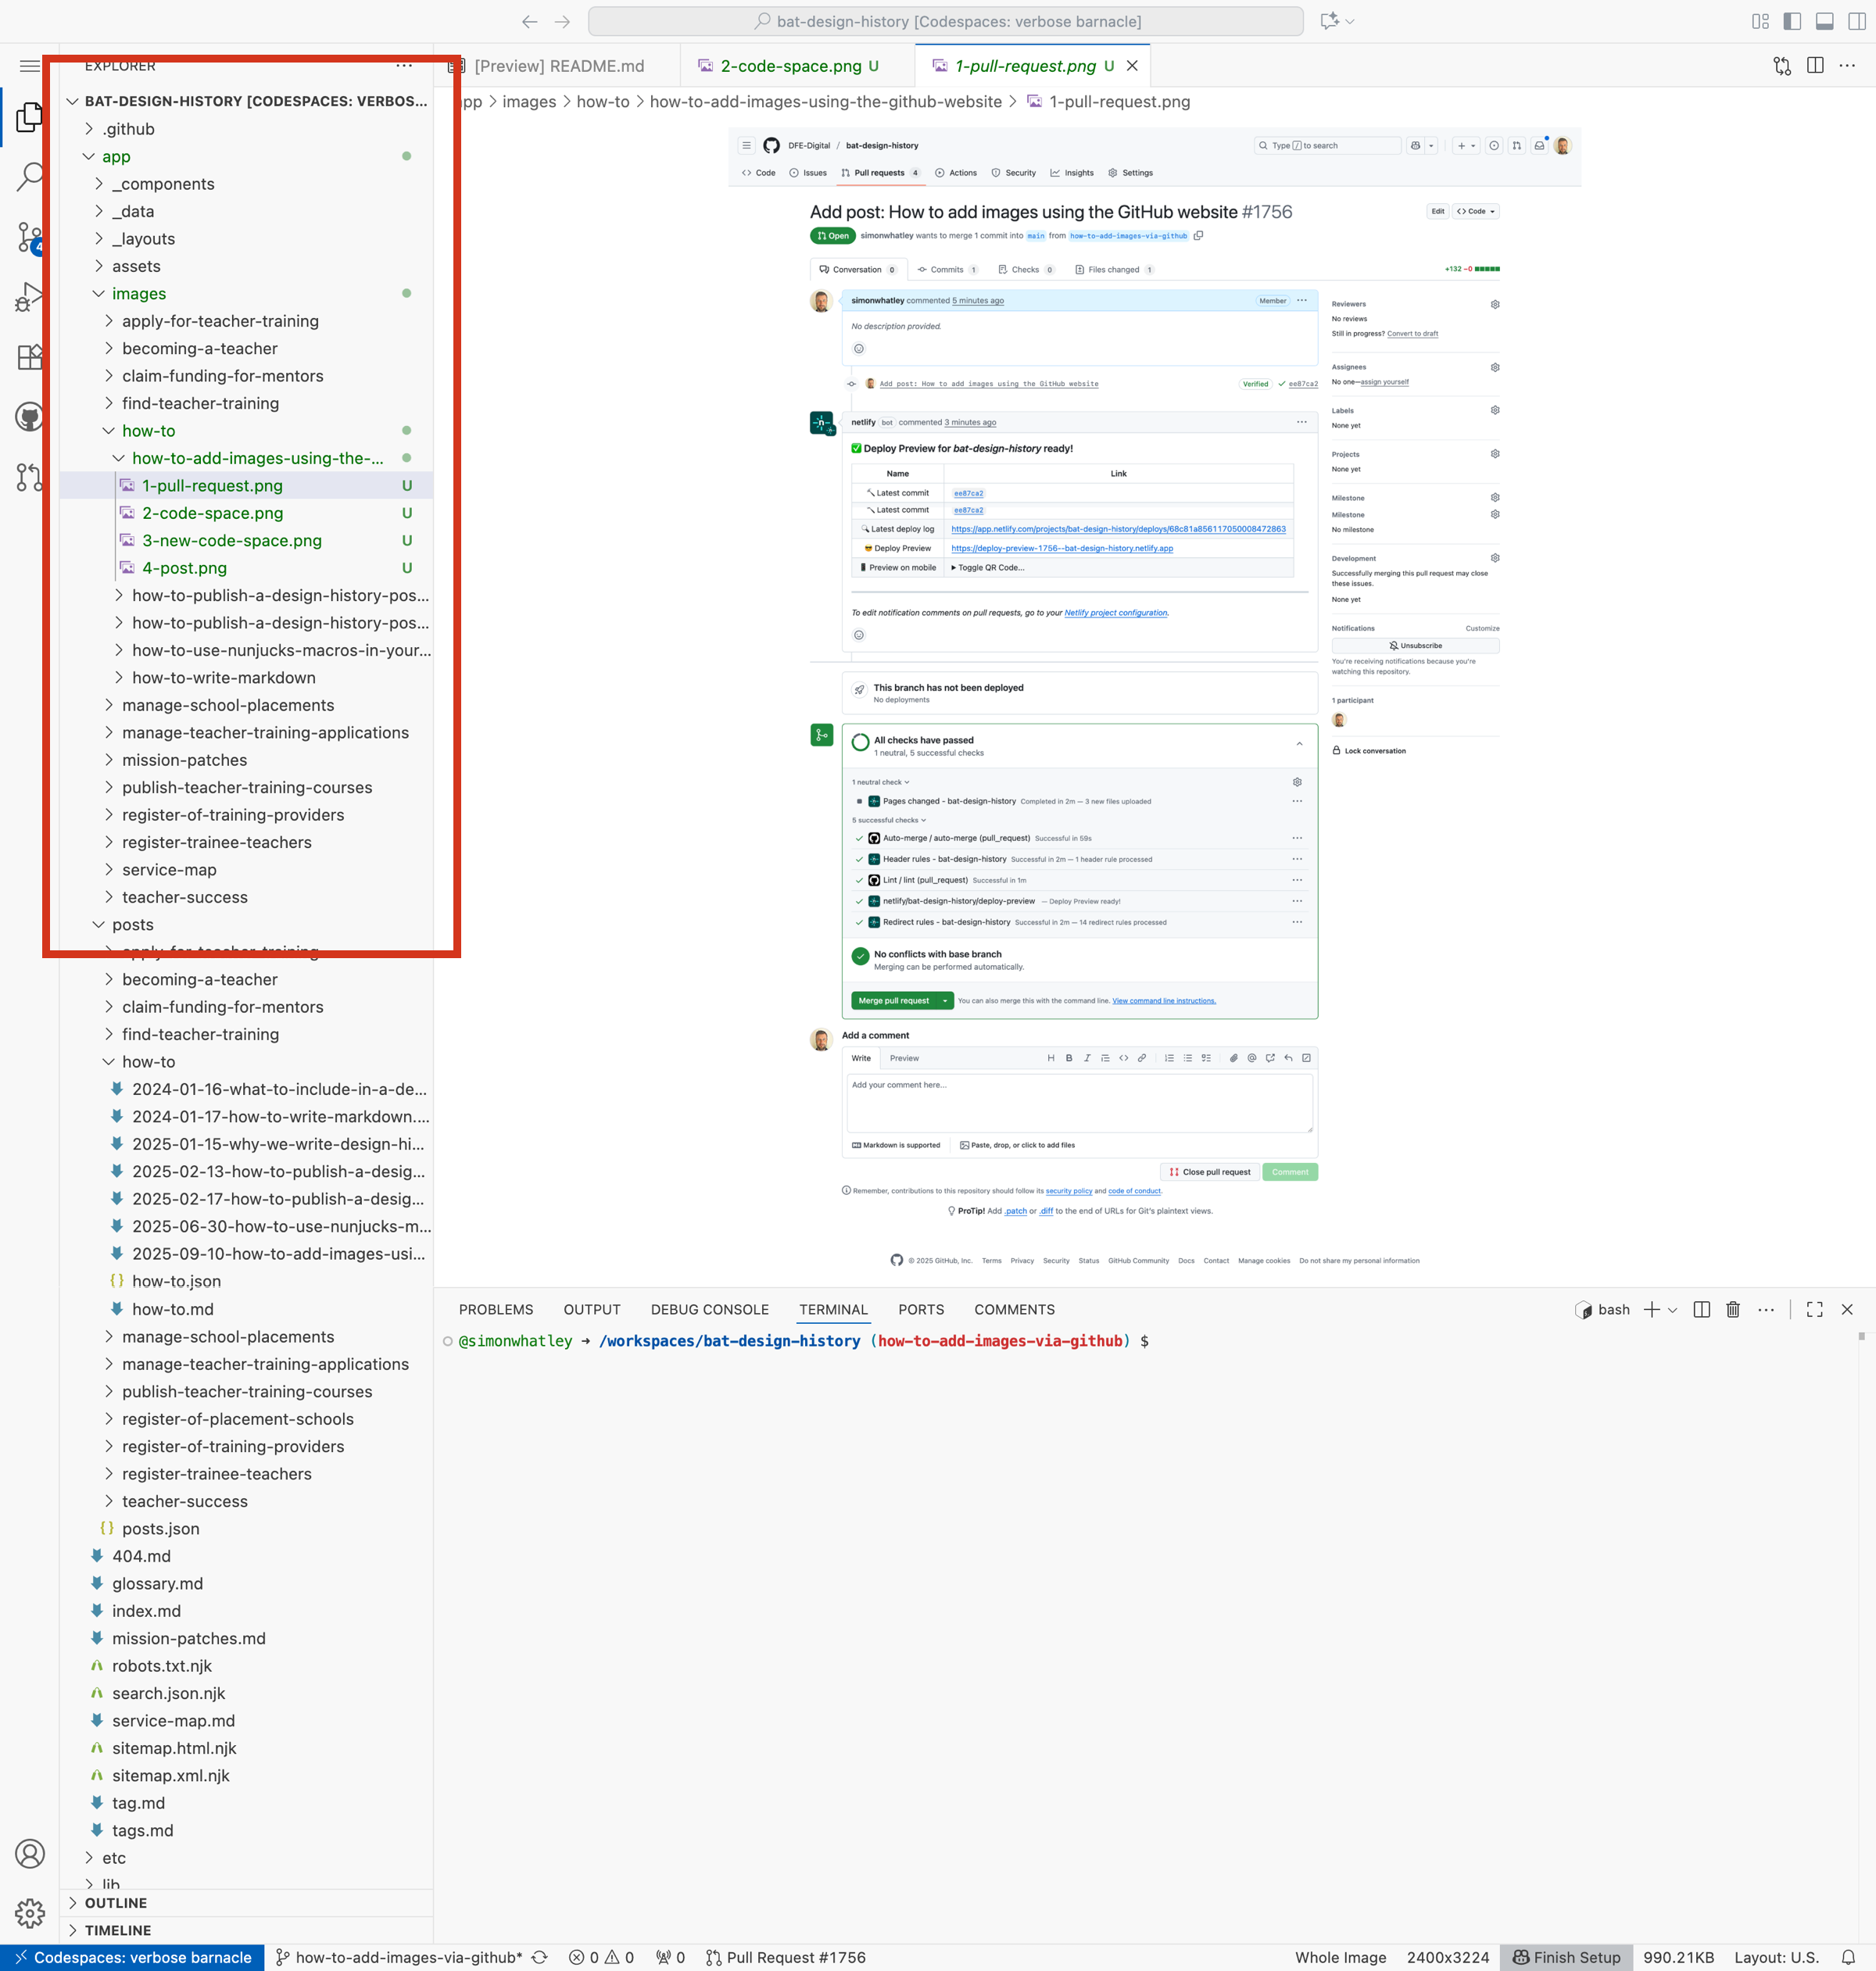 bat-design-history [Codespaces: verbose barnacle]
EXPLORER
[Preview] README.md
2-code-space.png U
1-pull-request.png U
app > images > how-to > how-to-add-images-using-the-github-website > 1-pull-request.png
BAT-DESIGN-HISTORY [CODESPACES: VERBOS...
.github
app
_components
_data
_layouts
assets
images
apply-for-teacher-training
becoming-a-teacher
claim-funding-for-mentors
find-teacher-training
how-to
how-to-add-images-using-the-...
1-pull-request.png U
2-code-space.png U
3-new-code-space.png U
4-post.png U
how-to-publish-a-design-history-pos...
how-to-publish-a-design-history-pos...
how-to-use-nunjucks-macros-in-your...
how-to-write-markdown
manage-school-placements
manage-teacher-training-applications
mission-patches
publish-teacher-training-courses
register-of-training-providers
register-trainee-teachers
service-map
teacher-success
posts
apply-for-teacher-training
becoming-a-teacher
claim-funding-for-mentors
find-teacher-training
how-to
2024-01-16-what-to-include-in-a-de...
2024-01-17-how-to-write-markdown....
2025-01-15-why-we-write-design-hi...
2025-02-13-how-to-publish-a-desig...
2025-02-17-how-to-publish-a-desig...
2025-06-30-how-to-use-nunjucks-m...
2025-09-10-how-to-add-images-usi...
how-to.json
how-to.md
manage-school-placements
manage-teacher-training-applications
publish-teacher-training-courses
register-of-placement-schools
register-of-training-providers
register-trainee-teachers
teacher-success
posts.json
404.md
glossary.md
index.md
mission-patches.md
robots.txt.njk
search.json.njk
service-map.md
sitemap.html.njk
sitemap.xml.njk
tag.md
tags.md
etc
lib
OUTLINE
TIMELINE
4
DFE-Digital / bat-design-history
Type / to search
Code Issues Pull requests 4 Actions Security Insights Settings
Add post: How to add images using the GitHub website #1756
Edit
Code
Open simonwhatley wants to merge 1 commit into main from how-to-add-images-via-github
Conversation 0 Commits 1 Checks 0 Files changed 1
+132 −0
simonwhatley commented 5 minutes ago Member
No description provided.
Add post: How to add images using the GitHub website Verified ee87ca2
netlify bot commented 3 minutes ago
Deploy Preview for bat-design-history ready!
Name Link
Latest commit ee87ca2
Latest commit ee87ca2
Latest deploy log https://app.netlify.com/projects/bat-design-history/deploys/68c81a856117050008472863
Deploy Preview https://deploy-preview-1756--bat-design-history.netlify.app
Preview on mobile Toggle QR Code...
To edit notification comments on pull requests, go to your Netlify project configuration.
This branch has not been deployed
No deployments
All checks have passed
1 neutral, 5 successful checks
1 neutral check
Pages changed - bat-design-history Completed in 2m — 3 new files uploaded
5 successful checks
Auto-merge / auto-merge (pull_request) Successful in 59s
Header rules - bat-design-history Successful in 2m — 1 header rule processed
Lint / lint (pull_request) Successful in 1m
netlify/bat-design-history/deploy-preview — Deploy Preview ready!
Redirect rules - bat-design-history Successful in 2m — 14 redirect rules processed
No conflicts with base branch
Merging can be performed automatically.
Merge pull request You can also merge this with the command line. View command line instructions.
Add a comment
Write Preview
Add your comment here...
Markdown is supported Paste, drop, or click to add files
Close pull request Comment
Remember, contributions to this repository should follow its security policy and code of conduct.
ProTip! Add .patch or .diff to the end of URLs for Git's plaintext views.
© 2025 GitHub, Inc. Terms Privacy Security Status GitHub Community Docs Contact Manage cookies Do not share my personal information
Reviewers
No reviews
Still in progress? Convert to draft
Assignees
No one—assign yourself
Labels
None yet
Projects
None yet
Milestone
Milestone
No milestone
Development
Successfully merging this pull request may close
these issues.
None yet
Notifications Customize
Unsubscribe
You're receiving notifications because you're
watching this repository.
1 participant
Lock conversation
PROBLEMS OUTPUT DEBUG CONSOLE TERMINAL PORTS COMMENTS
bash
@simonwhatley → /workspaces/bat-design-history (how-to-add-images-via-github) $
Codespaces: verbose barnacle how-to-add-images-via-github* 0 0 0 Pull Request #1756
Whole Image 2400x3224 Finish Setup 990.21KB Layout: U.S.